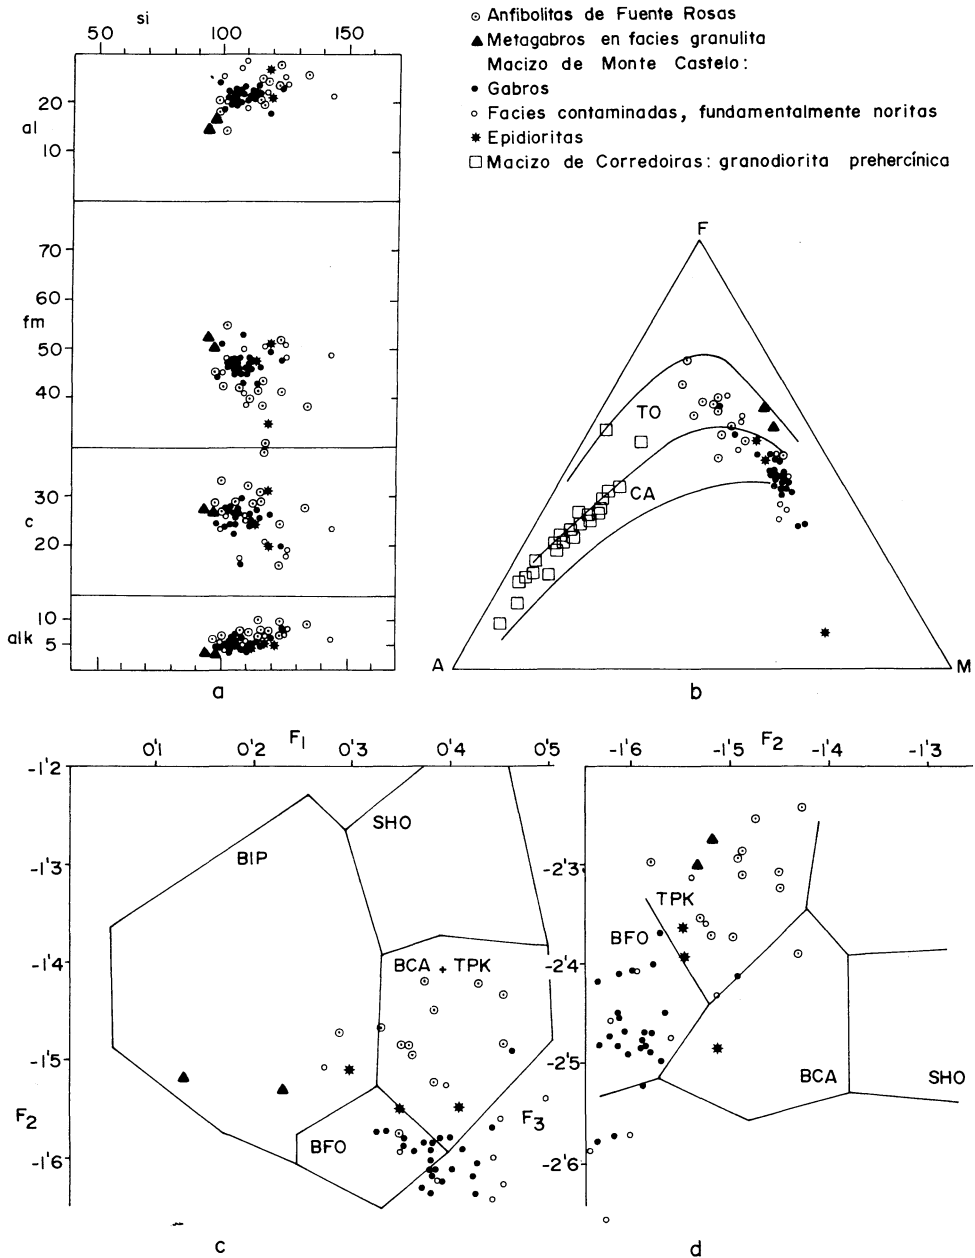 Anfibolitas de Fuente Rosas
Metagabros en facies granulita
Macizo de Monte Castelo:
Gabros
Facies contaminadas, fundamentalmente noritas
Epidioritas
Macizo de Corredoiras: granodiorita prehercínica
si
50 100 150
20
al
10
70
60
fm
50
40
30
c
20
10
alk
5
a
F
TO
CA
A
M
b
F1
0'1 0'2 0'3 0'4 0'5
-1'2
SHO
BIP
-1'3
-1'4
BCA + TPK
-1'5
F2
BFO
-1'6
c
F2
-1'6 -1'5 -1'4 -1'3
-2'3
TPK
BFO
-2'4
-2'5
BCA
SHO
F3
-2'6
d